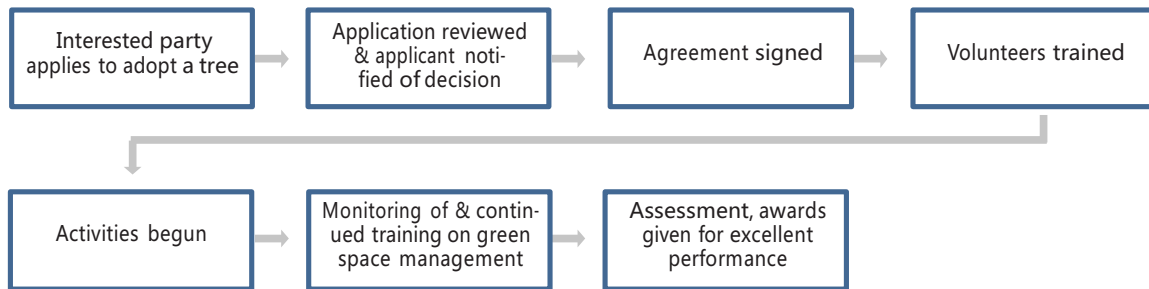 Interested party
applies to adopt a tree
Application reviewed
& applicant noti-
fied of decision
Agreement signed
Volunteers trained
Activities begun
Monitoring of & contin-
ued training on green
space management
Assessment, awards
given for excellent
performance